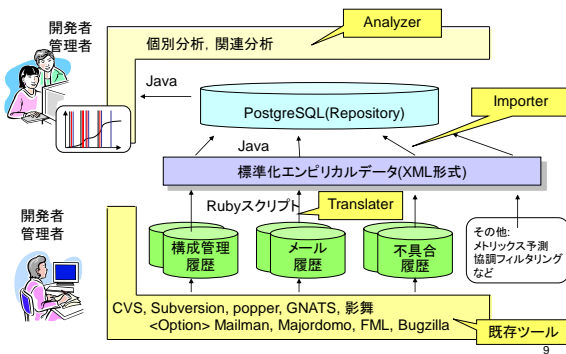 開発者
管理者
Analyzer
個別分析, 関連分析
Java
PostgreSQL(Repository)
Importer
Java
標準化エンピリカルデータ(XML形式)
Rubyスクリプト
Translater
開発者
管理者
構成管理
履歴
メール
履歴
不具合
履歴
その他:
メトリックス予測
協調フィルタリング
など
CVS, Subversion, popper, GNATS, 影舞
<Option> Mailman, Majordomo, FML, Bugzilla
既存ツール
9